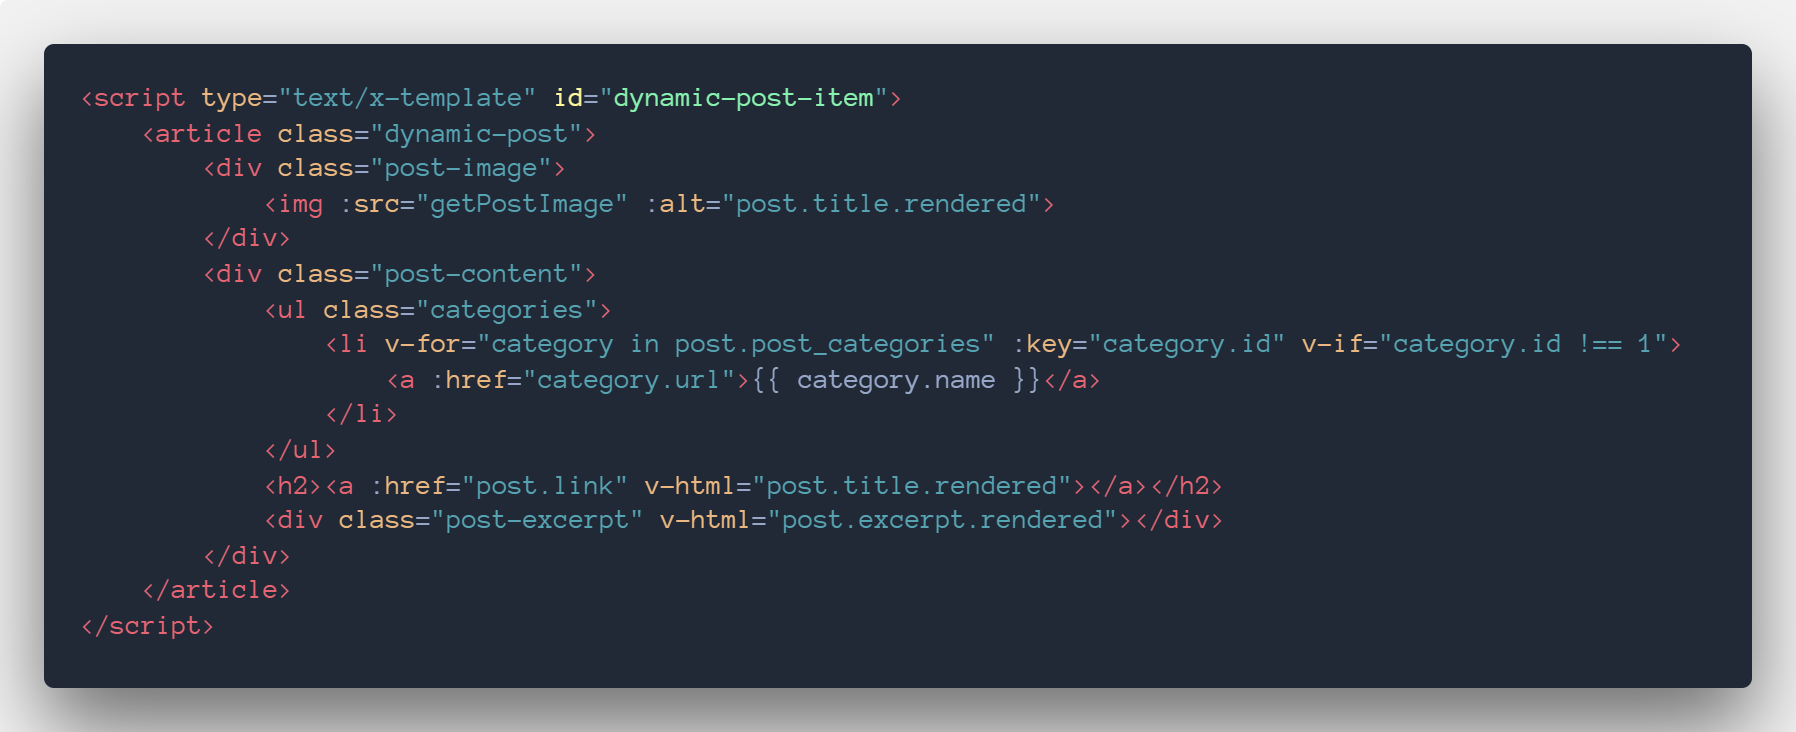 <script type="text/x-template" id="dynamic-post-item">
    <article class="dynamic-post">
        <div class="post-image">
            <img :src="getPostImage" :alt="post.title.rendered">
        </div>
        <div class="post-content">
            <ul class="categories">
                <li v-for="category in post.post_categories" :key="category.id" v-if="category.id !== 1">
                    <a :href="category.url">{{ category.name }}</a>
                </li>
            </ul>
            <h2><a :href="post.link" v-html="post.title.rendered"></a></h2>
            <div class="post-excerpt" v-html="post.excerpt.rendered"></div>
        </div>
    </article>
</script>